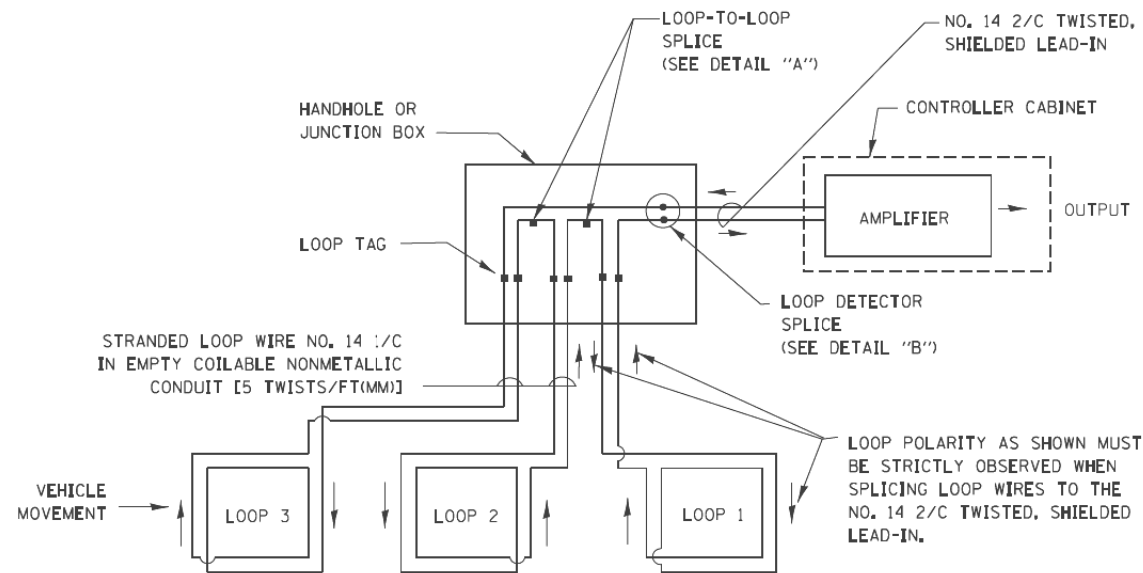 LOOP-TO-LOOP
SPLICE
(SEE DETAIL "A")
NO. 14 2/C TWISTED,
SHIELDED LEAD-IN
HANDHOLE OR
JUNCTION BOX
CONTROLLER CABINET
AMPLIFIER
OUTPUT
LOOP TAG
LOOP DETECTOR
SPLICE
(SEE DETAIL "B")
STRANDED LOOP WIRE NO. 14 1/C
IN EMPTY COILABLE NONMETALLIC
CONDUIT [5 TWISTS/FT(MM)]
LOOP POLARITY AS SHOWN MUST
BE STRICTLY OBSERVED WHEN
SPLICING LOOP WIRES TO THE
NO. 14 2/C TWISTED, SHIELDED
LEAD-IN.
VEHICLE
MOVEMENT
LOOP 3
LOOP 2
LOOP 1